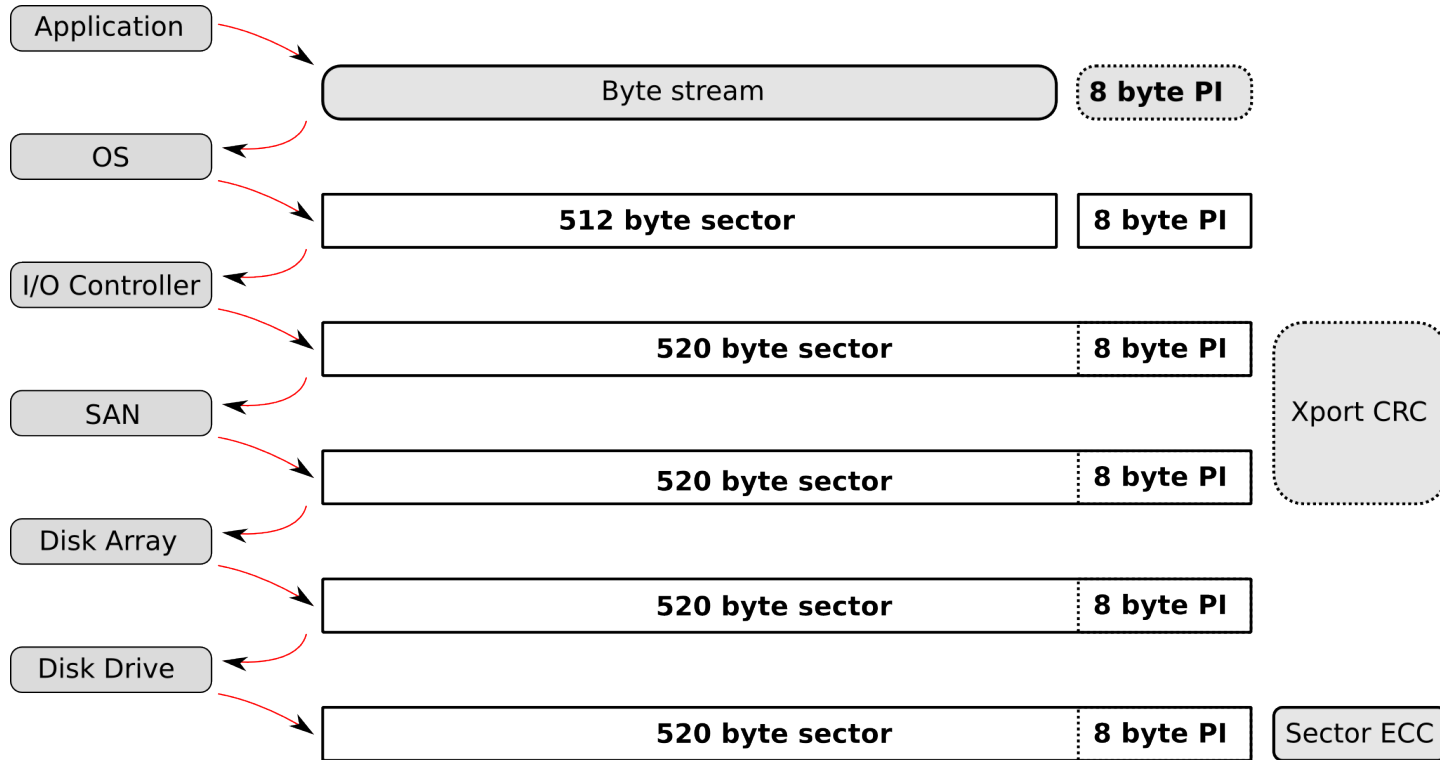 Application
Byte stream
8 byte PI
OS
512 byte sector
8 byte PI
I/O Controller
520 byte sector
8 byte PI
Xport CRC
SAN
520 byte sector
8 byte PI
Disk Array
520 byte sector
8 byte PI
Disk Drive
520 byte sector
8 byte PI
Sector ECC